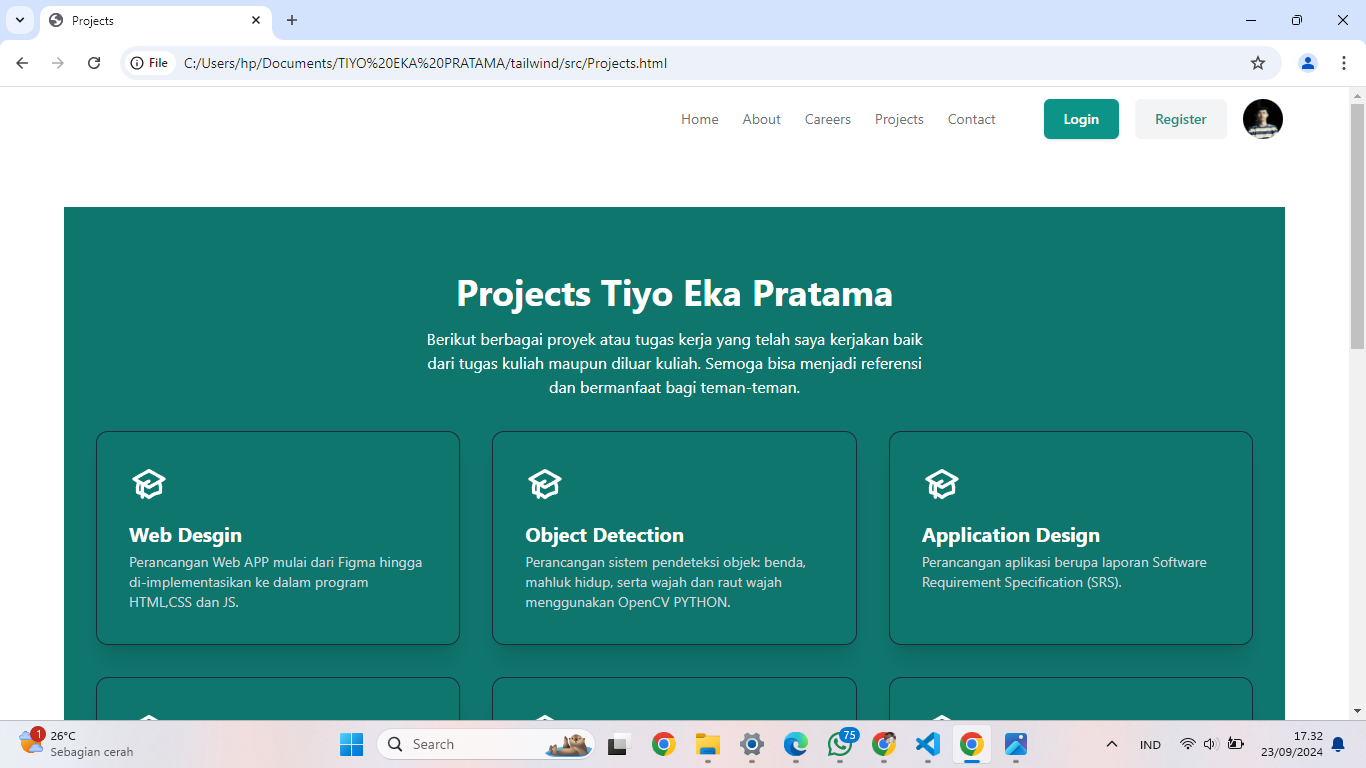 Projects
File
C:/Users/hp/Documents/TIYO%20EKA%20PRATAMA/tailwind/src/Projects.html
Home
About
Careers
Projects
Contact
Login
Register
Projects Tiyo Eka Pratama
Berikut berbagai proyek atau tugas kerja yang telah saya kerjakan baik
dari tugas kuliah maupun diluar kuliah. Semoga bisa menjadi referensi
dan bermanfaat bagi teman-teman.
Web Desgin
Perancangan Web APP mulai dari Figma hingga
di-implementasikan ke dalam program
HTML,CSS dan JS.
Object Detection
Perancangan sistem pendeteksi objek: benda,
mahluk hidup, serta wajah dan raut wajah
menggunakan OpenCV PYTHON.
Application Design
Perancangan aplikasi berupa laporan Software
Requirement Specification (SRS).
1
26°C
Sebagian cerah
Search
75
IND
17.32
23/09/2024